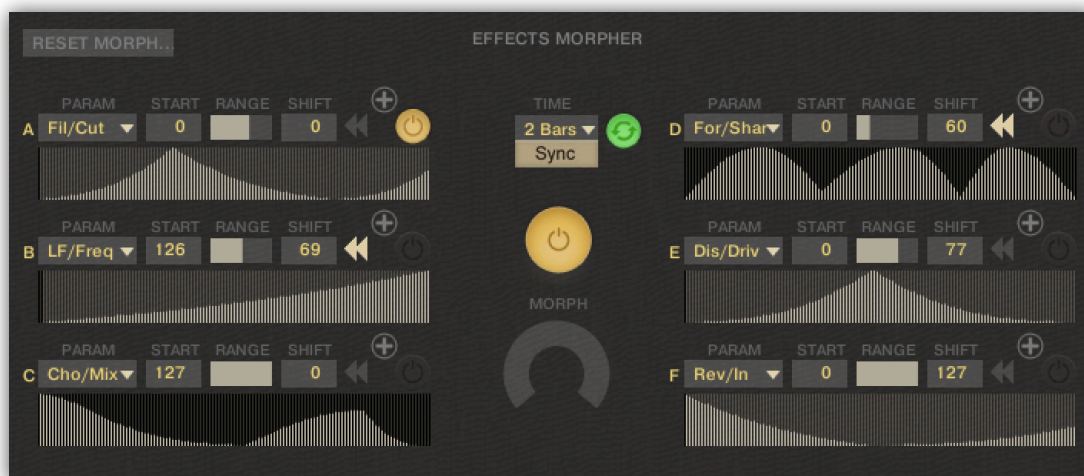 RESET MORPH...
EFFECTS MORPHER
PARAM START RANGE SHIFT
A Fil/Cut 0 0
TIME
2 Bars
Sync
PARAM START RANGE SHIFT
D For/Shar 0 60
PARAM START RANGE SHIFT
B LF/Freq 126 69
PARAM START RANGE SHIFT
E Dis/Driv 0 77
MORPH
PARAM START RANGE SHIFT
C Cho/Mix 127 0
PARAM START RANGE SHIFT
F Rev/In 0 127